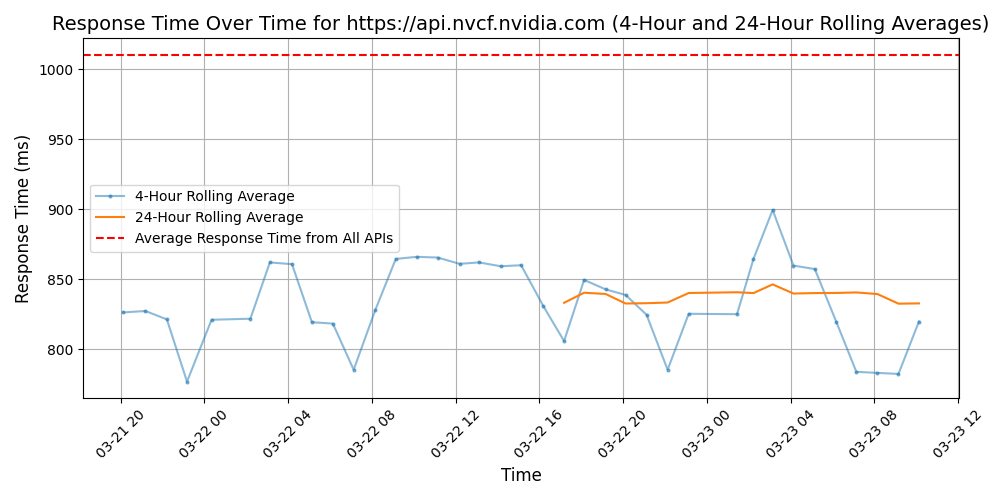 Response Time Over Time for https://api.nvcf.nvidia.com (4-Hour and 24-Hour Rolling Averages)
Response Time (ms)
1000
950
900
850
800
4-Hour Rolling Average
24-Hour Rolling Average
Average Response Time from All APIs
03-21 20
03-22 00
03-22 04
03-22 08
03-22 12
03-22 16
03-22 20
03-23 00
03-23 04
03-23 08
03-23 12
Time